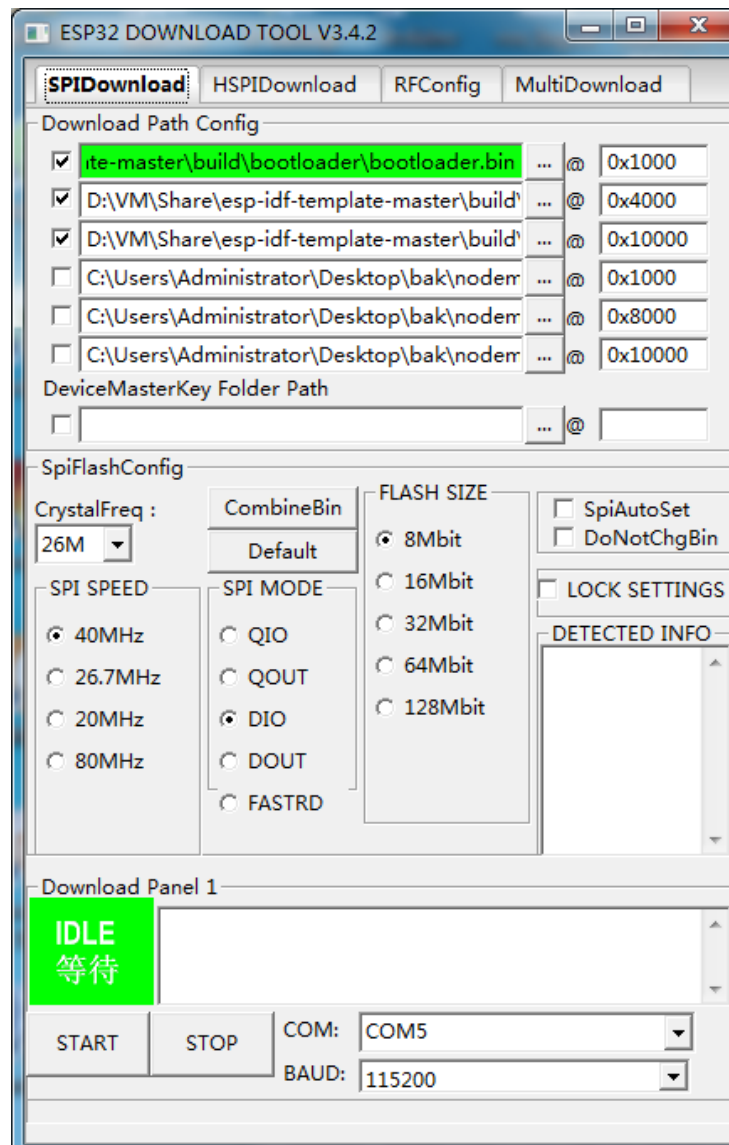 ESP32 DOWNLOAD TOOL V3.4.2
SPIDownload HSPIDownload RFConfig MultiDownload
Download Path Config
ite-master\build\bootloader\bootloader.bin ... @ 0x1000
D:\VM\Share\esp-idf-template-master\build\ ... @ 0x4000
D:\VM\Share\esp-idf-template-master\build\ ... @ 0x10000
C:\Users\Administrator\Desktop\bak\nodem ... @ 0x1000
C:\Users\Administrator\Desktop\bak\nodem ... @ 0x8000
C:\Users\Administrator\Desktop\bak\nodem ... @ 0x10000
DeviceMasterKey Folder Path
... @
SpiFlashConfig
CrystalFreq :
26M
CombineBin
Default
SPI SPEED
40MHz
26.7MHz
20MHz
80MHz
SPI MODE
QIO
QOUT
DIO
DOUT
FASTRD
FLASH SIZE
8Mbit
16Mbit
32Mbit
64Mbit
128Mbit
SpiAutoSet
DoNotChgBin
LOCK SETTINGS
DETECTED INFO
Download Panel 1
IDLE
等待
START STOP
COM: COM5
BAUD: 115200